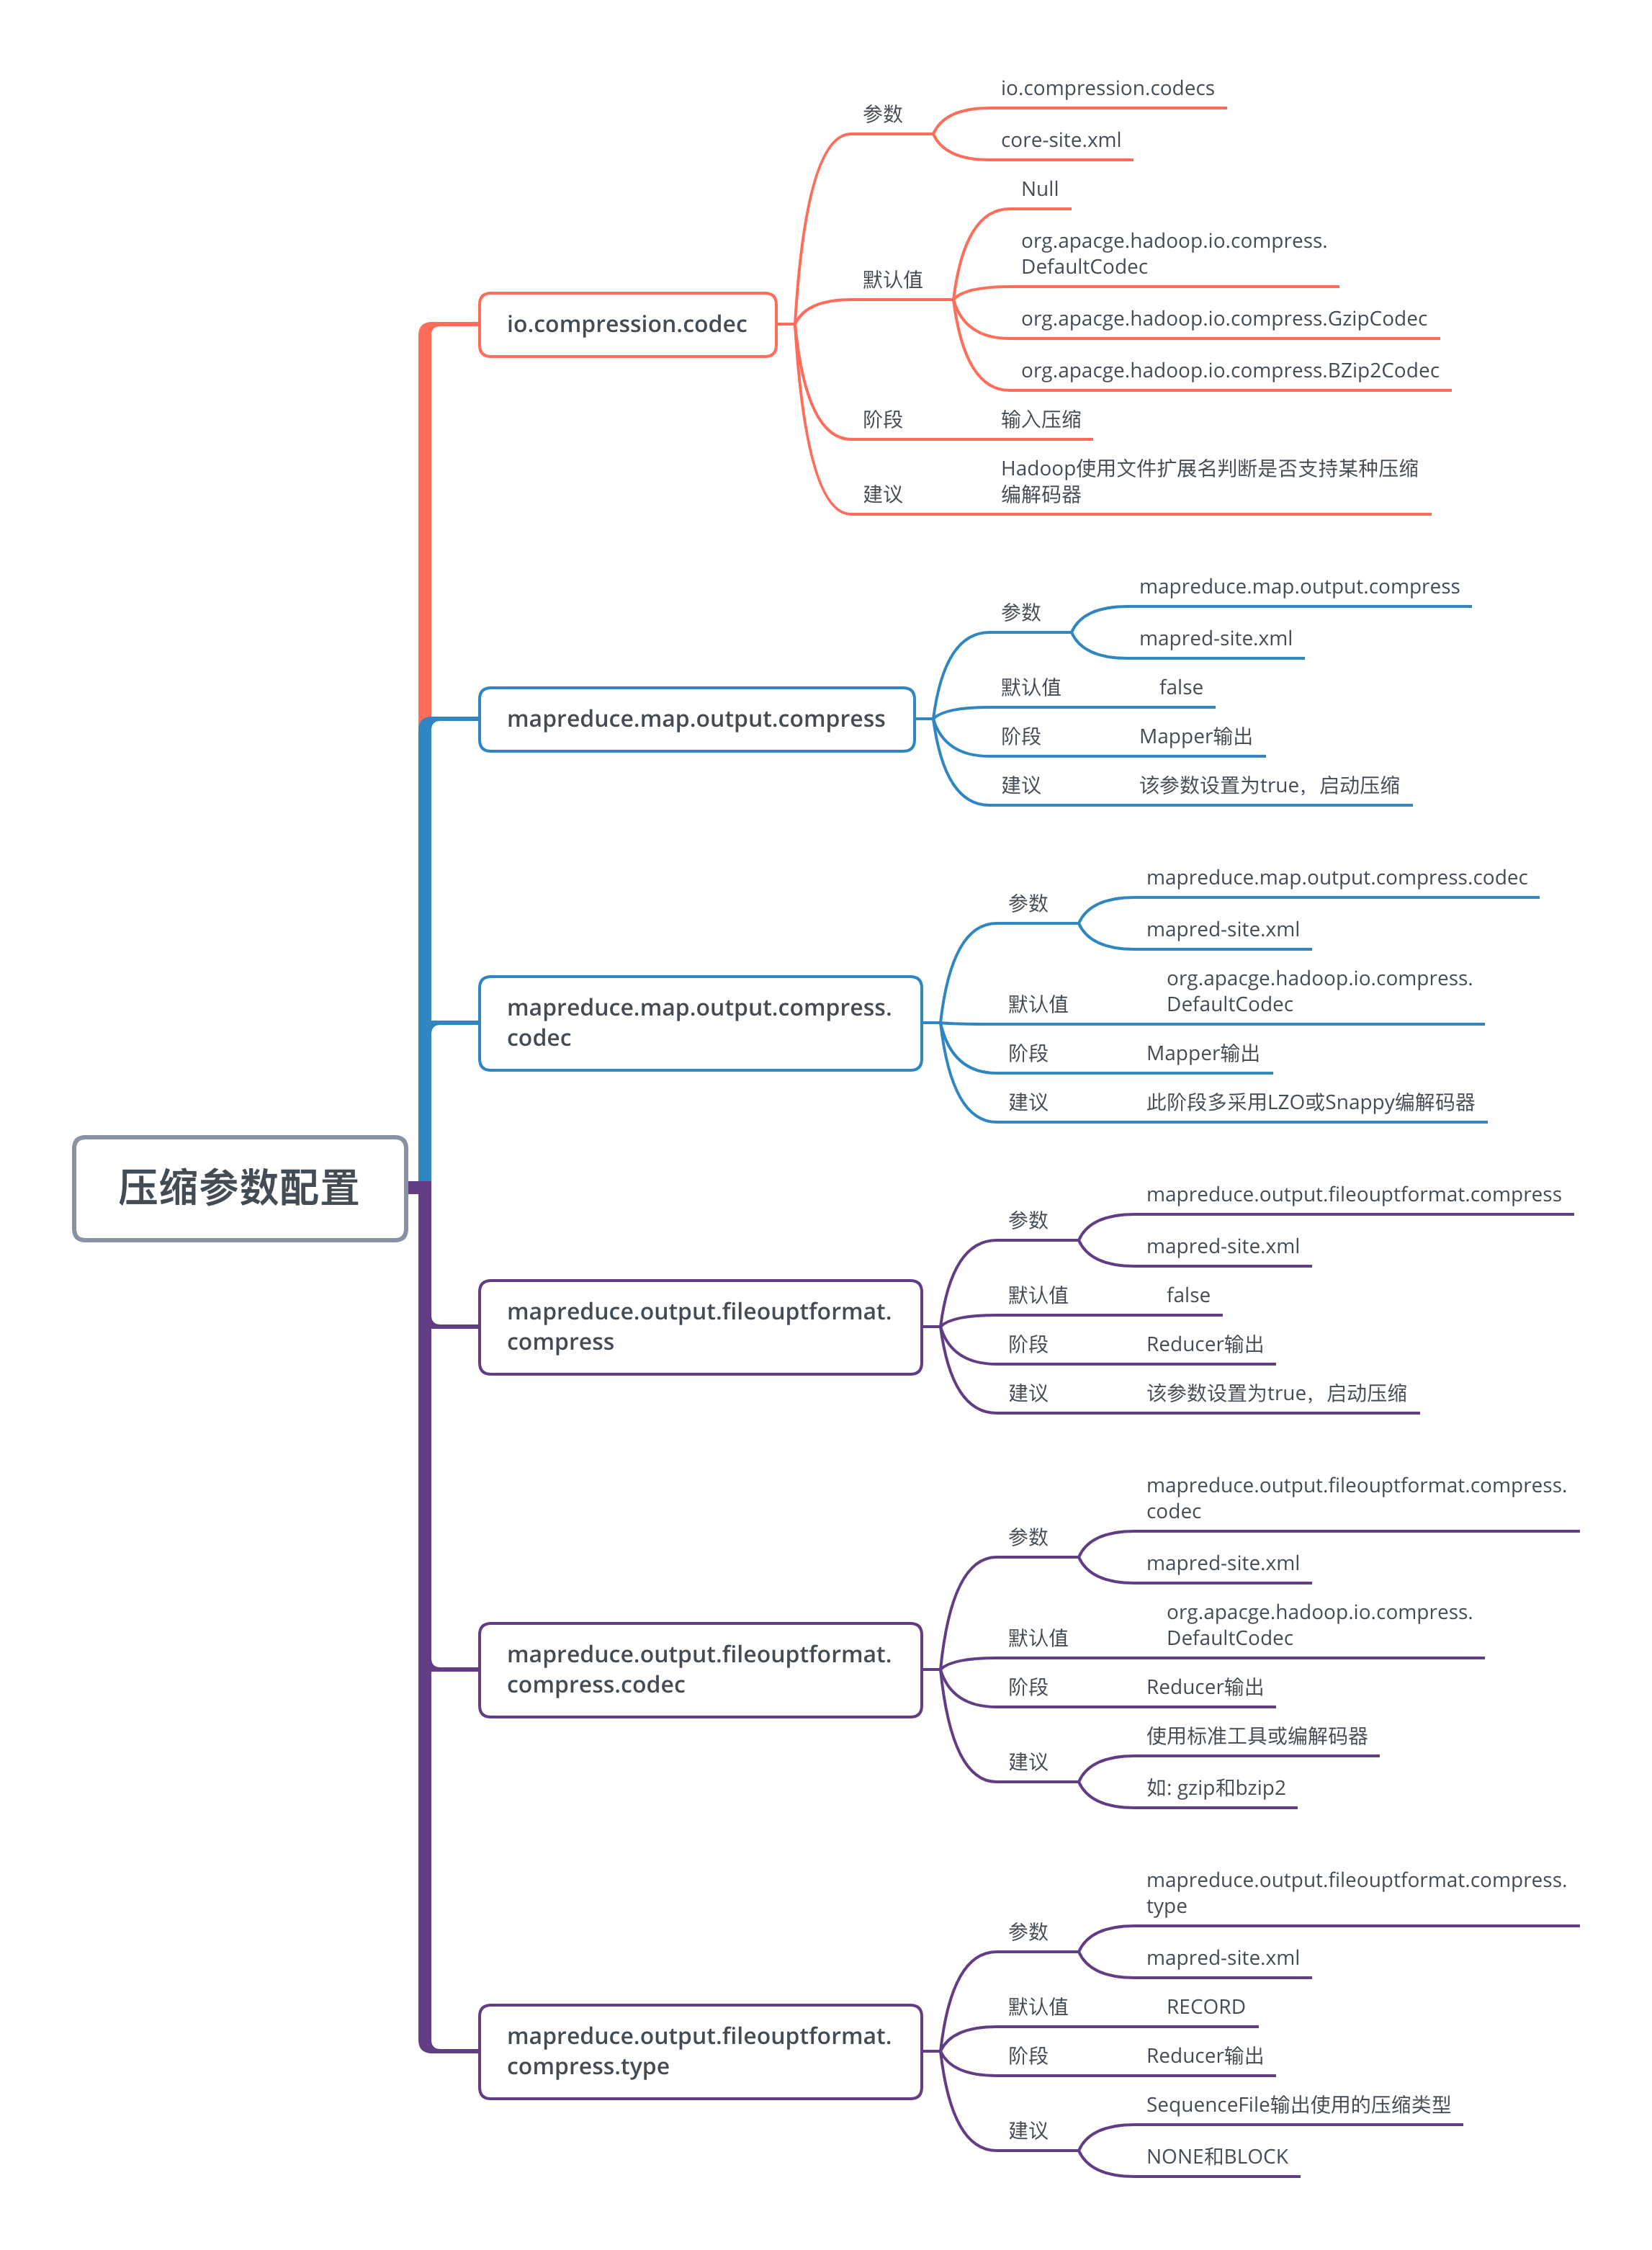 压缩参数配置
io.compression.codec
参数
io.compression.codecs
core-site.xml
默认值
Null
org.apacge.hadoop.io.compress.
DefaultCodec
org.apacge.hadoop.io.compress.GzipCodec
org.apacge.hadoop.io.compress.BZip2Codec
阶段
输入压缩
建议
Hadoop使用文件扩展名判断是否支持某种压缩
编解码器
mapreduce.map.output.compress
参数
mapreduce.map.output.compress
mapred-site.xml
默认值
false
阶段
Mapper输出
建议
该参数设置为true，启动压缩
mapreduce.map.output.compress.
codec
参数
mapreduce.map.output.compress.codec
mapred-site.xml
默认值
org.apacge.hadoop.io.compress.
DefaultCodec
阶段
Mapper输出
建议
此阶段多采用LZO或Snappy编解码器
mapreduce.output.fileouptformat.
compress
参数
mapreduce.output.fileouptformat.compress
mapred-site.xml
默认值
false
阶段
Reducer输出
建议
该参数设置为true，启动压缩
mapreduce.output.fileouptformat.
compress.codec
参数
mapreduce.output.fileouptformat.compress.
codec
mapred-site.xml
默认值
org.apacge.hadoop.io.compress.
DefaultCodec
阶段
Reducer输出
建议
使用标准工具或编解码器
如: gzip和bzip2
mapreduce.output.fileouptformat.
compress.type
参数
mapreduce.output.fileouptformat.compress.
type
mapred-site.xml
默认值
RECORD
阶段
Reducer输出
建议
SequenceFile输出使用的压缩类型
NONE和BLOCK